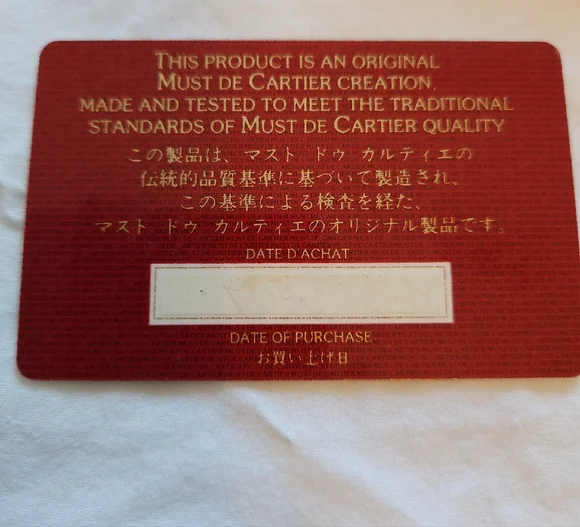 THIS PRODUCT IS AN ORIGINAL
MUST DE CARTIER CREATION,
MADE AND TESTED TO MEET THE TRADITIONAL
STANDARDS OF MUST DE CARTIER QUALITY
この製品は、マスト ドゥ カルティエの
伝統的品質基準に基づいて製造され、
この基準による検査を経た、
マスト ドゥ カルティエのオリジナル製品です。
DATE D'ACHAT
DATE OF PURCHASE
お買い上げ日